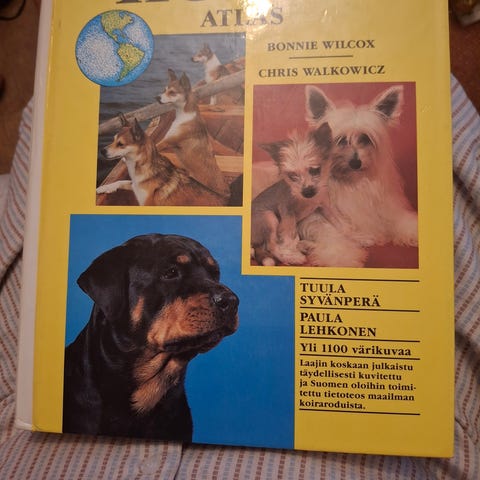 ATLAS
BONNIE WILCOX
CHRIS WALKOWICZ
TUULA
SYVÄNPERÄ
PAULA
LEHKONEN
Yli 1100 värikuvaa
Laajin koskaan julkaistu
täydellisesti kuvitettu
ja Suomen oloihin toimi-
tettu tietoteos maailman
koiraroduista.